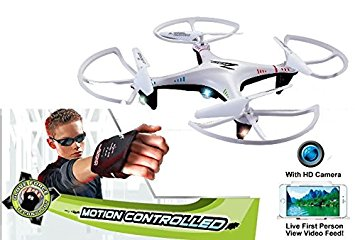 With HD Camera
MOTION CONTROLLED
Live First Person
View Video Feed!